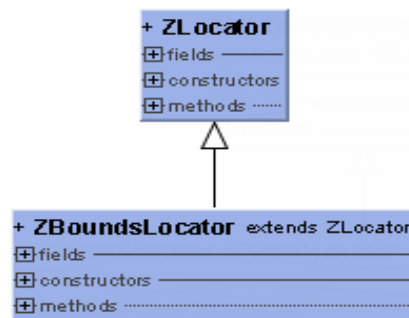 + ZLocator
+ fields
+ constructors
+ methods
+ ZBoundsLocator extends ZLocator
+ fields
+ constructors
+ methods